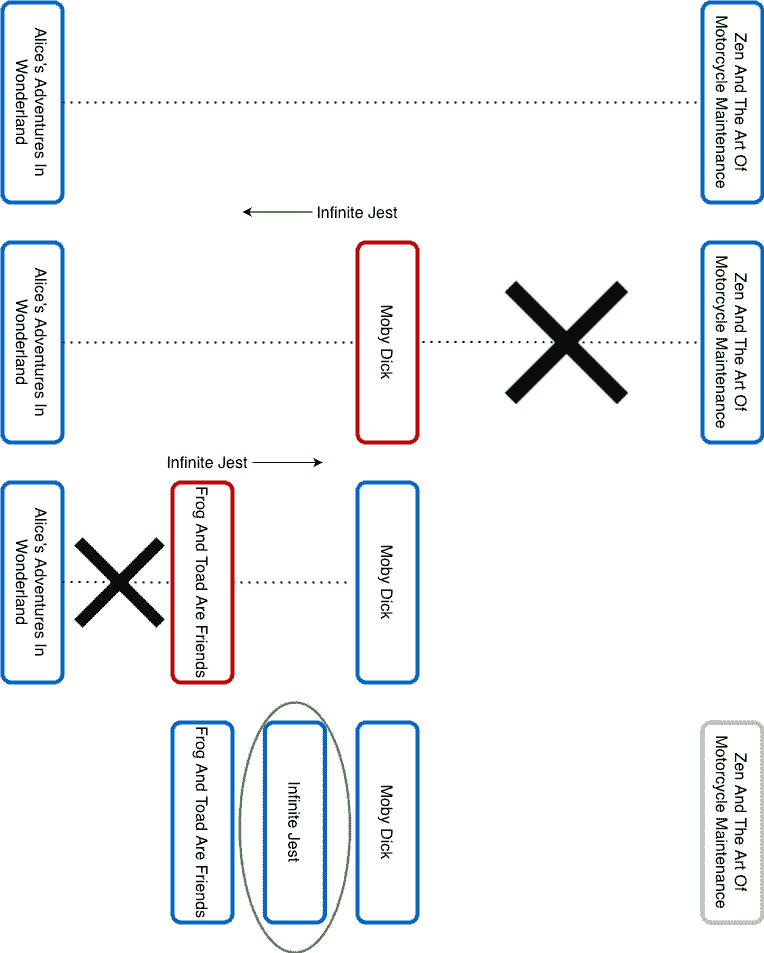 Alice's Adventures In
Wonderland
Zen And The Art Of
Motorcycle Maintenance
Infinite Jest
Alice's Adventures In
Wonderland
Moby Dick
Zen And The Art Of
Motorcycle Maintenance
Infinite Jest
Alice's Adventures In
Wonderland
Frog And Toad Are Friends
Moby Dick
Frog And Toad Are Friends
Infinite Jest
Moby Dick
Zen And The Art Of
Motorcycle Maintenance